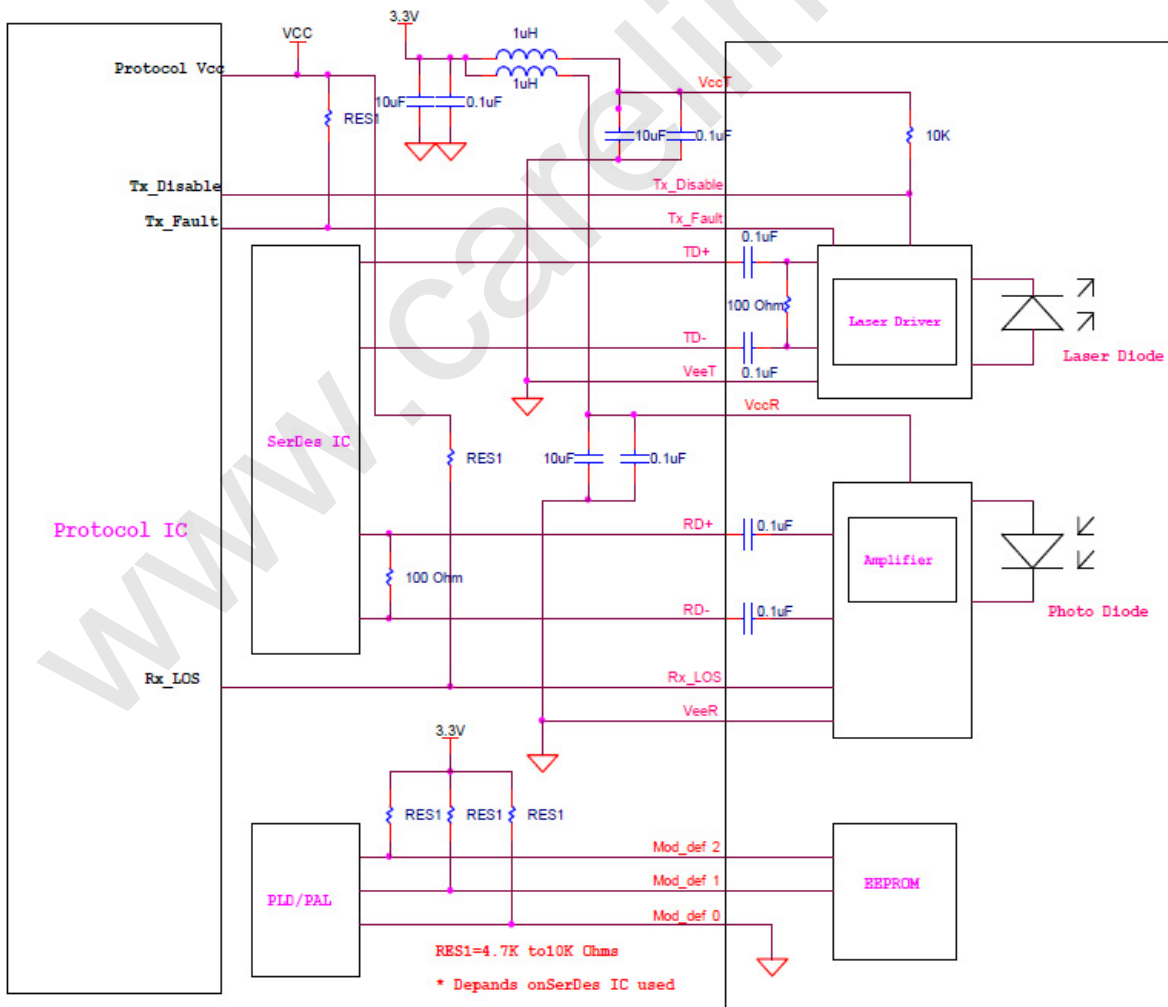 3.3V
1uH
VCC
Protocol Vcc
1uH
VccT
10uF
0.1uF
RES1
10uF
0.1uF
10K
Tx_Disable
Tx_Disable
Tx_Fault
Tx_Fault
0.1uF
TD+
100 Ohm
Laser Driver
TD-
Laser Diode
VeeT
0.1uF
VccR
SerDes IC
RES1
10uF
0.1uF
Protocol IC
RD+
0.1uF
Amplifier
100 Ohm
RD-
0.1uF
Photo Diode
Rx_LOS
Rx_LOS
VeeR
3.3V
RES1
RES1
RES1
Mod_def 2
Mod_def 1
EEPROM
PLD/PAL
Mod_def 0
RES1=4.7K to10K Ohms
* Depands onSerDes IC used